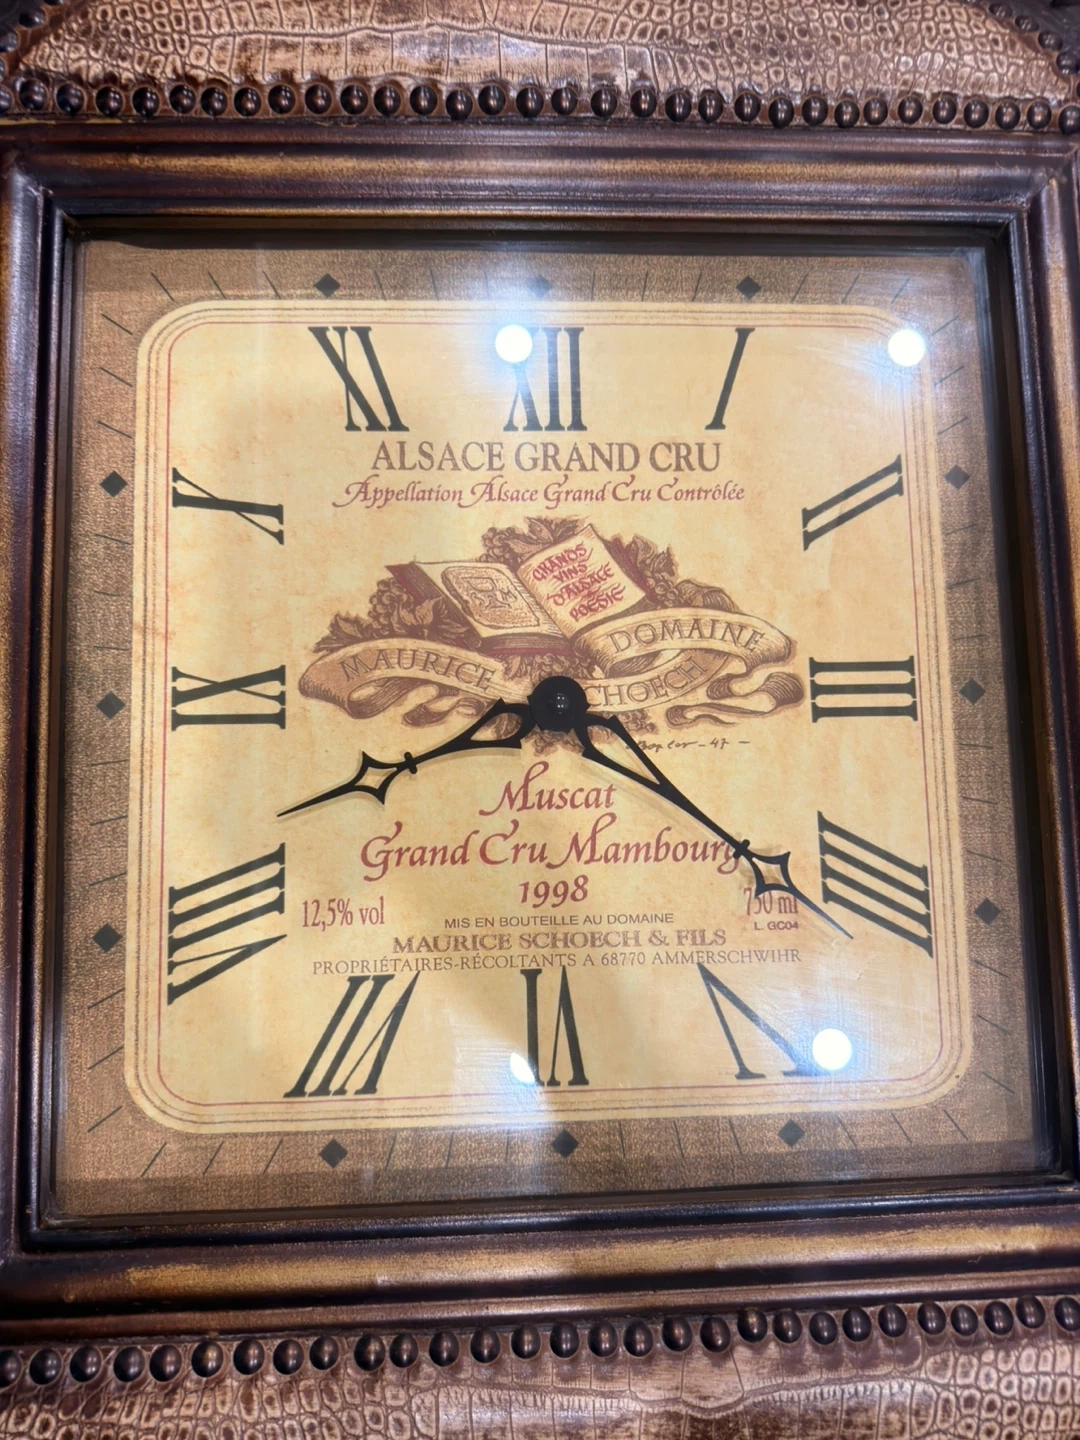 XI XII I
ALSACE GRAND CRU
Appellation Alsace Grand Cru Contrôlée
X II
GRANDS
VINS
D'ALSACE
POÉSIE
MAURICE DOMAINE
SCHOECH
IX III
47
Muscat
Grand Cru Mambourg
1998
12,5% vol 750 ml
L. GC04
MIS EN BOUTEILLE AU DOMAINE
MAURICE SCHOECH & FILS
PROPRIÉTAIRES-RÉCOLTANTS A 68770 AMMERSCHWIHR
VIII IIII
VII VI V